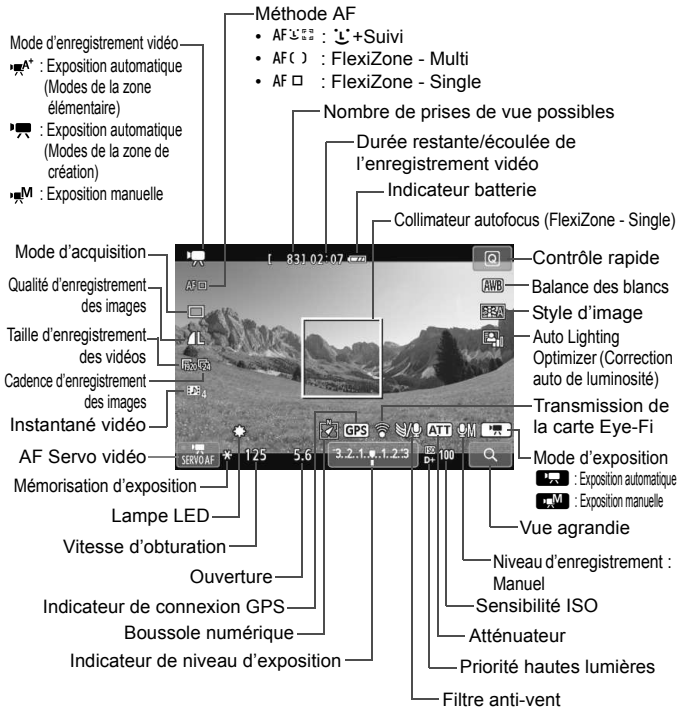 Méthode AF
• AF : +Suivi
• AF( ) : FlexiZone - Multi
• AF □ : FlexiZone - Single
Mode d'enregistrement vidéo
A+ : Exposition automatique
(Modes de la zone
élémentaire)
: Exposition automatique
(Modes de la zone de
création)
M : Exposition manuelle
Nombre de prises de vue possibles
Durée restante/écoulée de
l'enregistrement vidéo
Indicateur batterie
Collimateur autofocus (FlexiZone - Single)
Mode d'acquisition
Qualité d'enregistrement
des images
Taille d'enregistrement
des vidéos
Cadence d'enregistrement
des images
Instantané vidéo
AF Servo vidéo
Mémorisation d'exposition
Lampe LED
Vitesse d'obturation
Ouverture
Indicateur de connexion GPS
Boussole numérique
Indicateur de niveau d'exposition
[ 83] 02:07
Q
AF □
AWB
A
L
1920 24
4
GPS
ATT
M
SERVO AF
* 125 5.6
3..2..1..0..1..2..:3
ISO
D+ 100
Contrôle rapide
Balance des blancs
Style d'image
Auto Lighting
Optimizer (Correction
auto de luminosité)
Transmission de
la carte Eye-Fi
Mode d'exposition
: Exposition automatique
M : Exposition manuelle
Vue agrandie
Niveau d'enregistrement :
Manuel
Sensibilité ISO
Atténuateur
Priorité hautes lumières
Filtre anti-vent